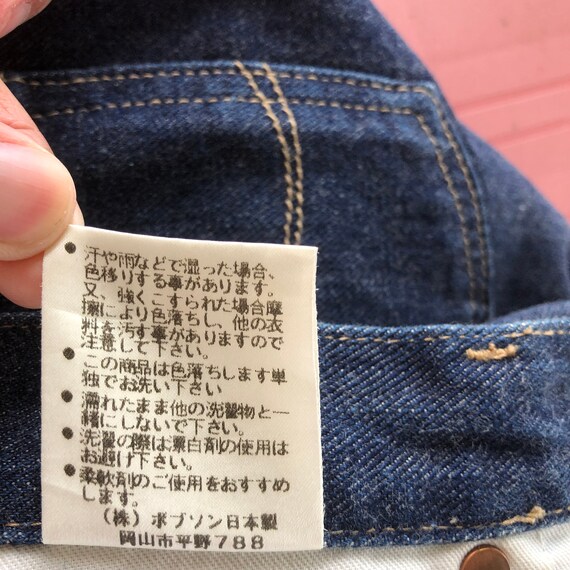 ● 汗や雨などで湿った場合、
色移りする事があります。
又、強くこすられた場合摩
擦により色落ちし、他の衣
料を汚す事がありますので
注意して下さい。
● この商品は色落ちします単
独でお洗い下さい
● 濡れたまま他の洗濯物と一
緒にしないで下さい。
● 洗濯の際は漂白剤の使用は
お避け下さい。
● 柔軟剤のご使用をおすすめ
します。
(株)ボブソン日本製
岡山市平野788